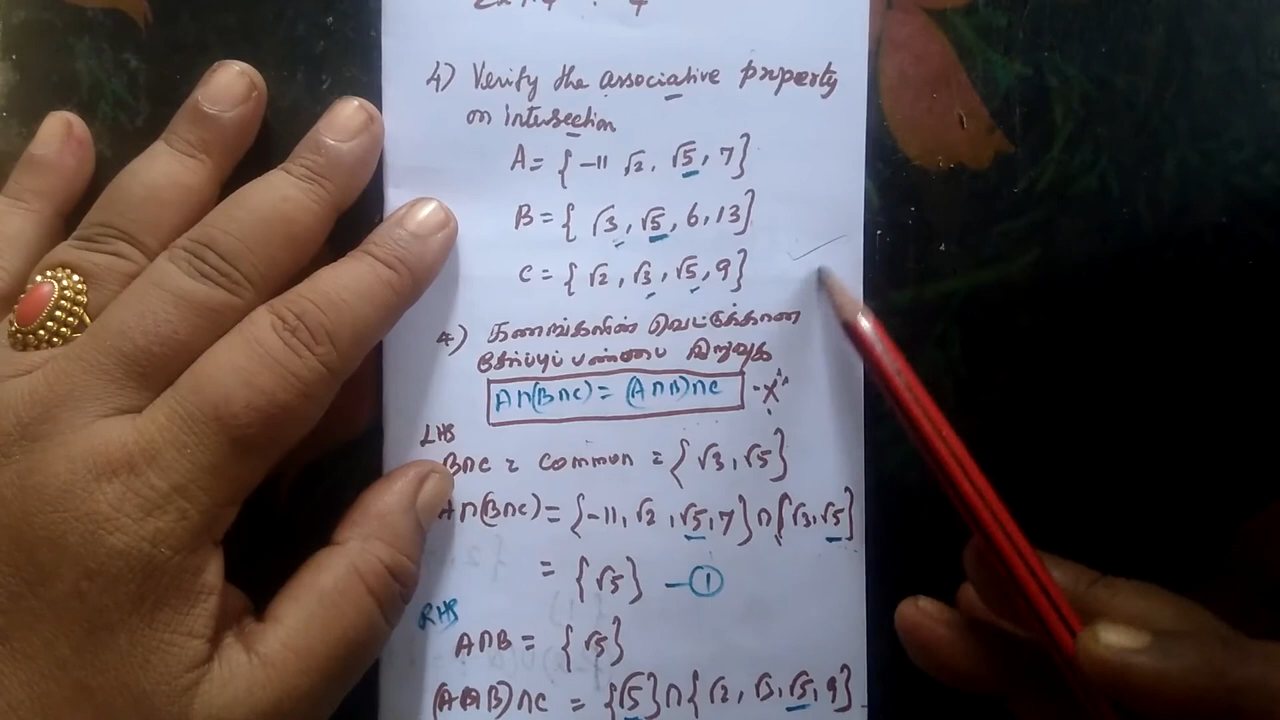 4) Verify the associative property
on intersection
A = { -11 √2, √5, 7 }
B = { √3, √5, 6, 13 }
C = { √2, √3, √5, 9 }
4) கணங்களின் வெட்டுக்கான
சேர்ப்புப் பண்பை நிறுவுக
A∩(B∩C) = (A∩B)∩C
LHS
B∩C = common = { √3, √5 }
A∩(B∩C) = { -11, √2, √5, 7 } ∩ { √3, √5 }
= { √5 } — ①
RHS
A∩B = { √5 }
(A∩B)∩C = { √5 } ∩ { √2, √3, √5, 9 }